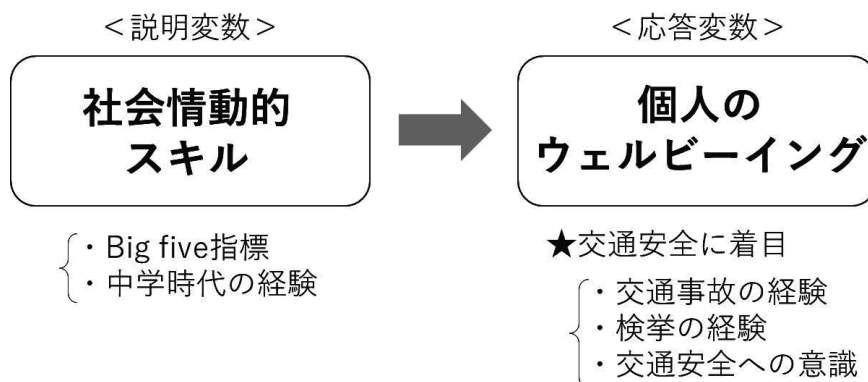 ＜説明変数＞
社会情動的
スキル
・Big five指標
・中学時代の経験
＜応答変数＞
個人の
ウェルビーイング
★交通安全に着目
・交通事故の経験
・検挙の経験
・交通安全への意識